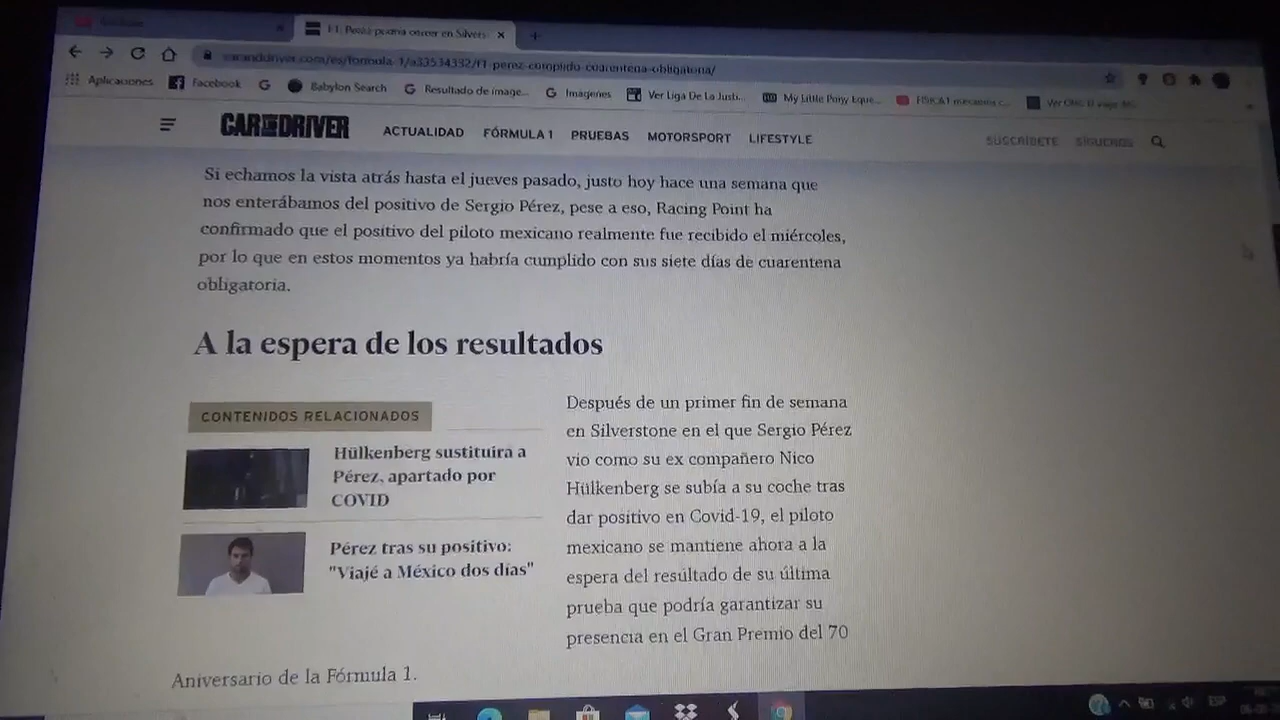 F1: Pérez podría correr en Silvers
caranddriver.com/es/formula-1/a33534332/f1-perez-cumplido-cuarentena-obligatoria/
Aplicaciones Facebook Babylon Search Resultado de image... Imágenes Ver Liga De La Justi... My Little Pony Eque...
CAR AND DRIVER ACTUALIDAD FÓRMULA 1 PRUEBAS MOTORSPORT LIFESTYLE SUSCRÍBETE SÍGUENOS
Si echamos la vista atrás hasta el jueves pasado, justo hoy hace una semana que
nos enterábamos del positivo de Sergio Pérez, pese a eso, Racing Point ha
confirmado que el positivo del piloto mexicano realmente fue recibido el miércoles,
por lo que en estos momentos ya habría cumplido con sus siete días de cuarentena
obligatoria.
A la espera de los resultados
CONTENIDOS RELACIONADOS
Hülkenberg sustituirá a
Pérez, apartado por
COVID
Pérez tras su positivo:
"Viajé a México dos días"
Después de un primer fin de semana
en Silverstone en el que Sergio Pérez
vio como su ex compañero Nico
Hülkenberg se subía a su coche tras
dar positivo en Covid-19, el piloto
mexicano se mantiene ahora a la
espera del resultado de su última
prueba que podría garantizar su
presencia en el Gran Premio del 70
Aniversario de la Fórmula 1.
ESP